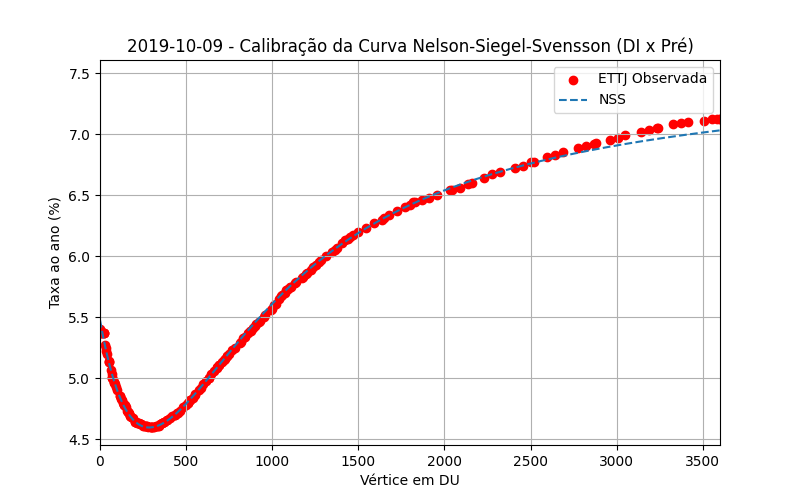 2019-10-09 - Calibração da Curva Nelson-Siegel-Svensson (DI x Pré)
ETTJ Observada
NSS
Taxa ao ano (%)
7.5
7.0
6.5
6.0
5.5
5.0
4.5
0 500 1000 1500 2000 2500 3000 3500
Vértice em DU